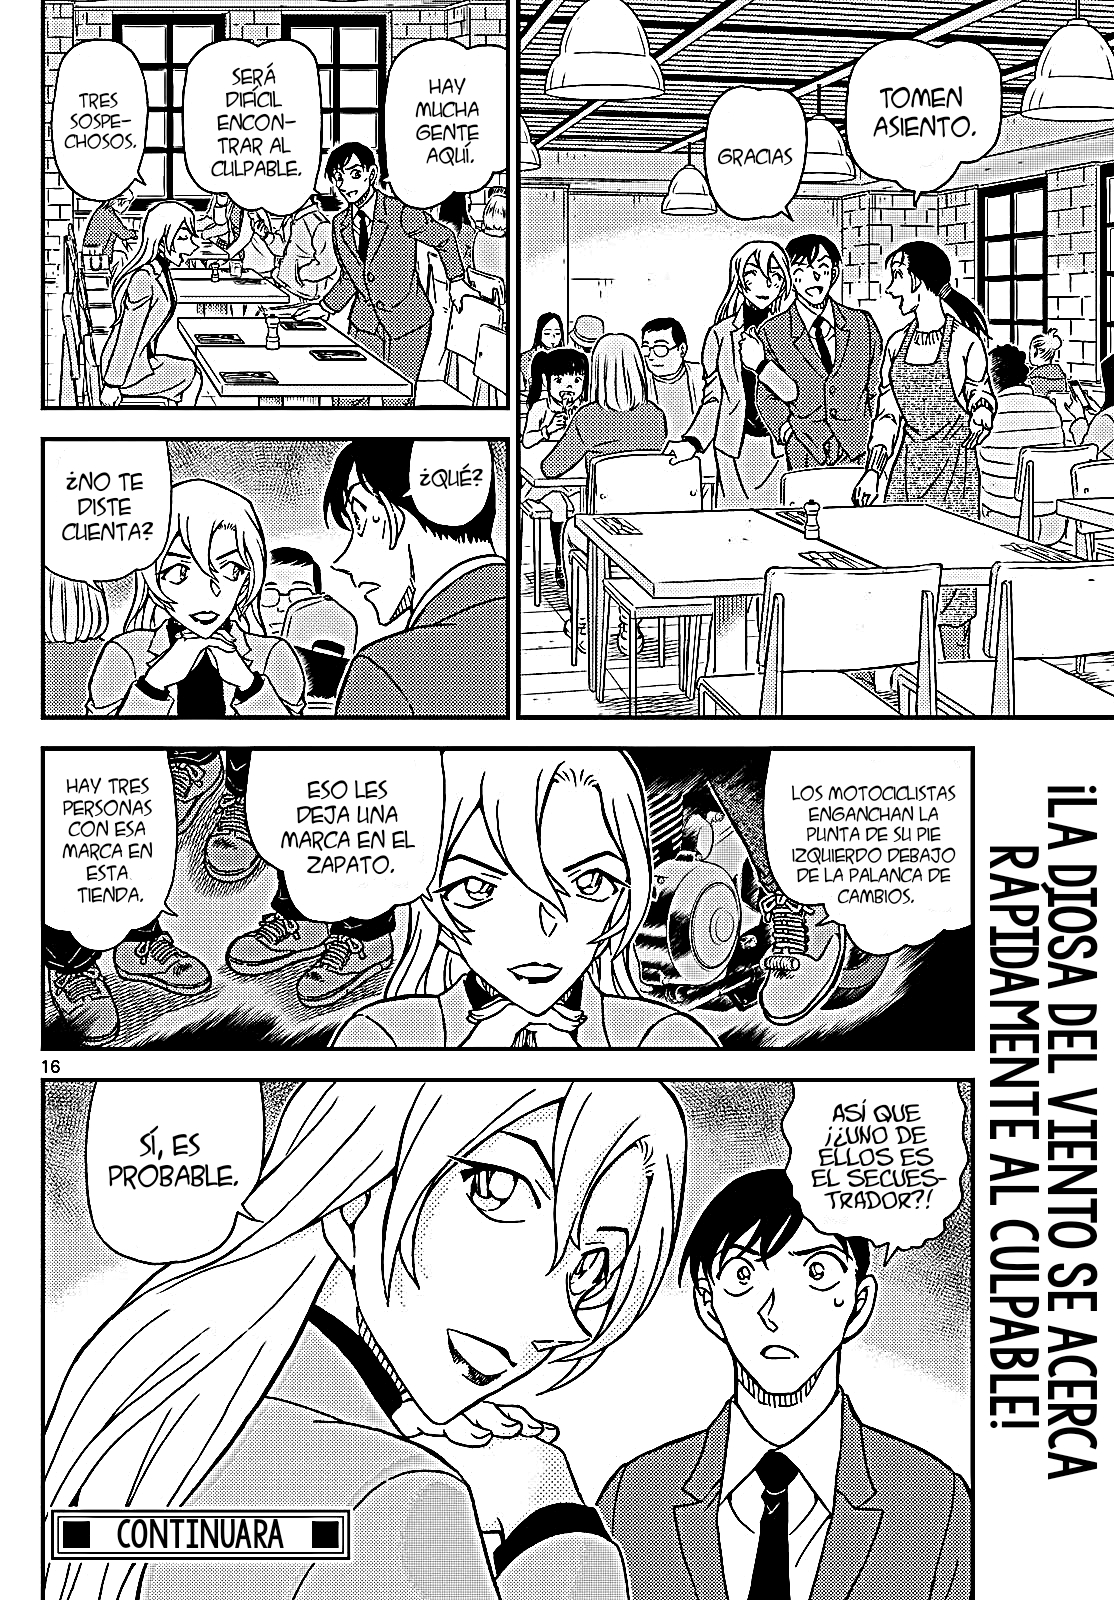 TOMEN
ASIENTO.
GRACIAS
HAY
MUCHA
GENTE
AQUÍ.
SERÁ
DIFÍCIL
ENCON-
TRAR AL
CULPABLE.
TRES
SOSPE-
CHOSOS.
¿QUÉ?
¿NO TE
DISTE
CUENTA?
LOS MOTOCICLISTAS
ENGANCHAN LA
PUNTA DE SU PIE
IZQUIERDO DEBAJO
DE LA PALANCA DE
CAMBIOS.
ESO LES
DEJA UNA
MARCA EN EL
ZAPATO.
HAY TRES
PERSONAS
CON ESA
MARCA EN
ESTA
TIENDA.
16
ASÍ QUE
¡¿UNO DE
ELLOS ES
EL SECUES-
TRADOR?!
SÍ, ES
PROBABLE.
¡LA DIOSA DEL VIENTO SE ACERCA
RÁPIDAMENTE AL CULPABLE!
CONTINUARA